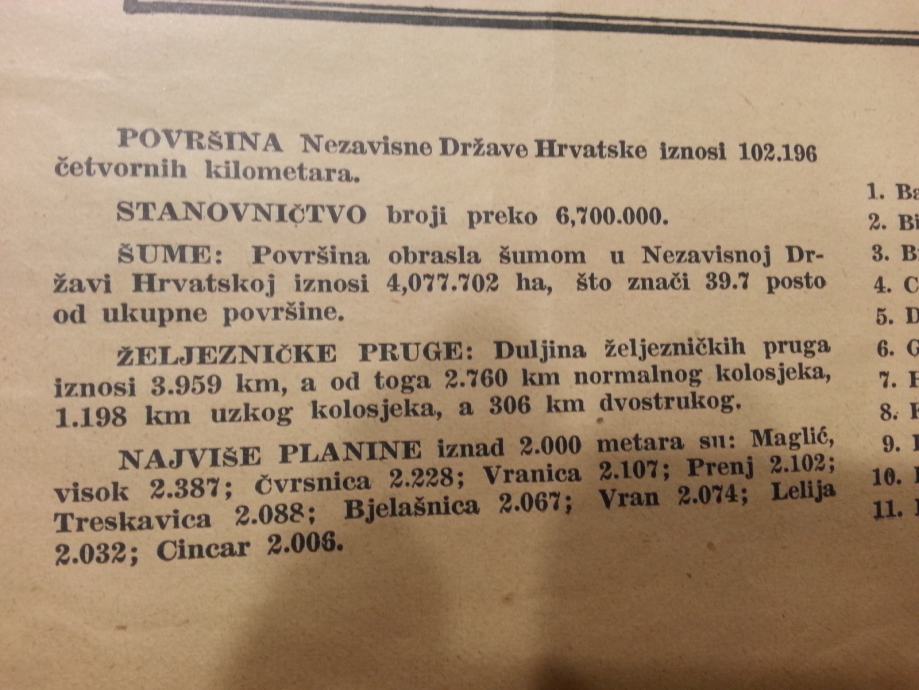 POVRŠINA Nezavisne Države Hrvatske iznosi 102.196
četvornih kilometara.
STANOVNIČTVO broji preko 6,700.000.
ŠUME: Površina obrasla šumom u Nezavisnoj Dr-
žavi Hrvatskoj iznosi 4,077.702 ha, što znači 39.7 posto
od ukupne površine.
ŽELJEZNIČKE PRUGE: Duljina željezničkih pruga
iznosi 3.959 km, a od toga 2.760 km normalnog kolosjeka,
1.198 km uzkog kolosjeka, a 306 km dvostrukog.
NAJVIŠE PLANINE iznad 2.000 metara su: Maglić,
visok 2.387; Čvrsnica 2.228; Vranica 2.107; Prenj 2.102;
Treskavica 2.088; Bjelašnica 2.067; Vran 2.074; Lelija
2.032; Cincar 2.006.
1.
2.
3.
4.
5.
6.
7.
8.
9.
10.
11.